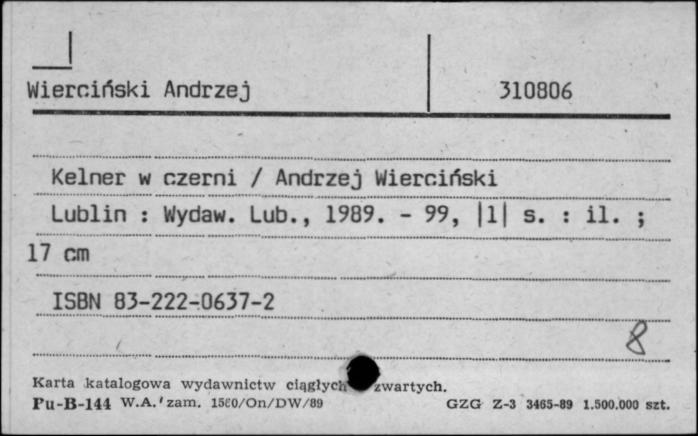 Wierciński Andrzej 310806
Kelner w czerni / Andrzej Wierciński
Lublin : Wydaw. Lub., 1989. - 99, |1| s. : il. ;
17 cm
ISBN 83-222-0637-2
8
Karta katalogowa wydawnictw ciągłych zwartych.
Pu-B-144 W.A. zam. 1580/On/DW/89 GZG Z-3 3465-89 1.500.000 szt.